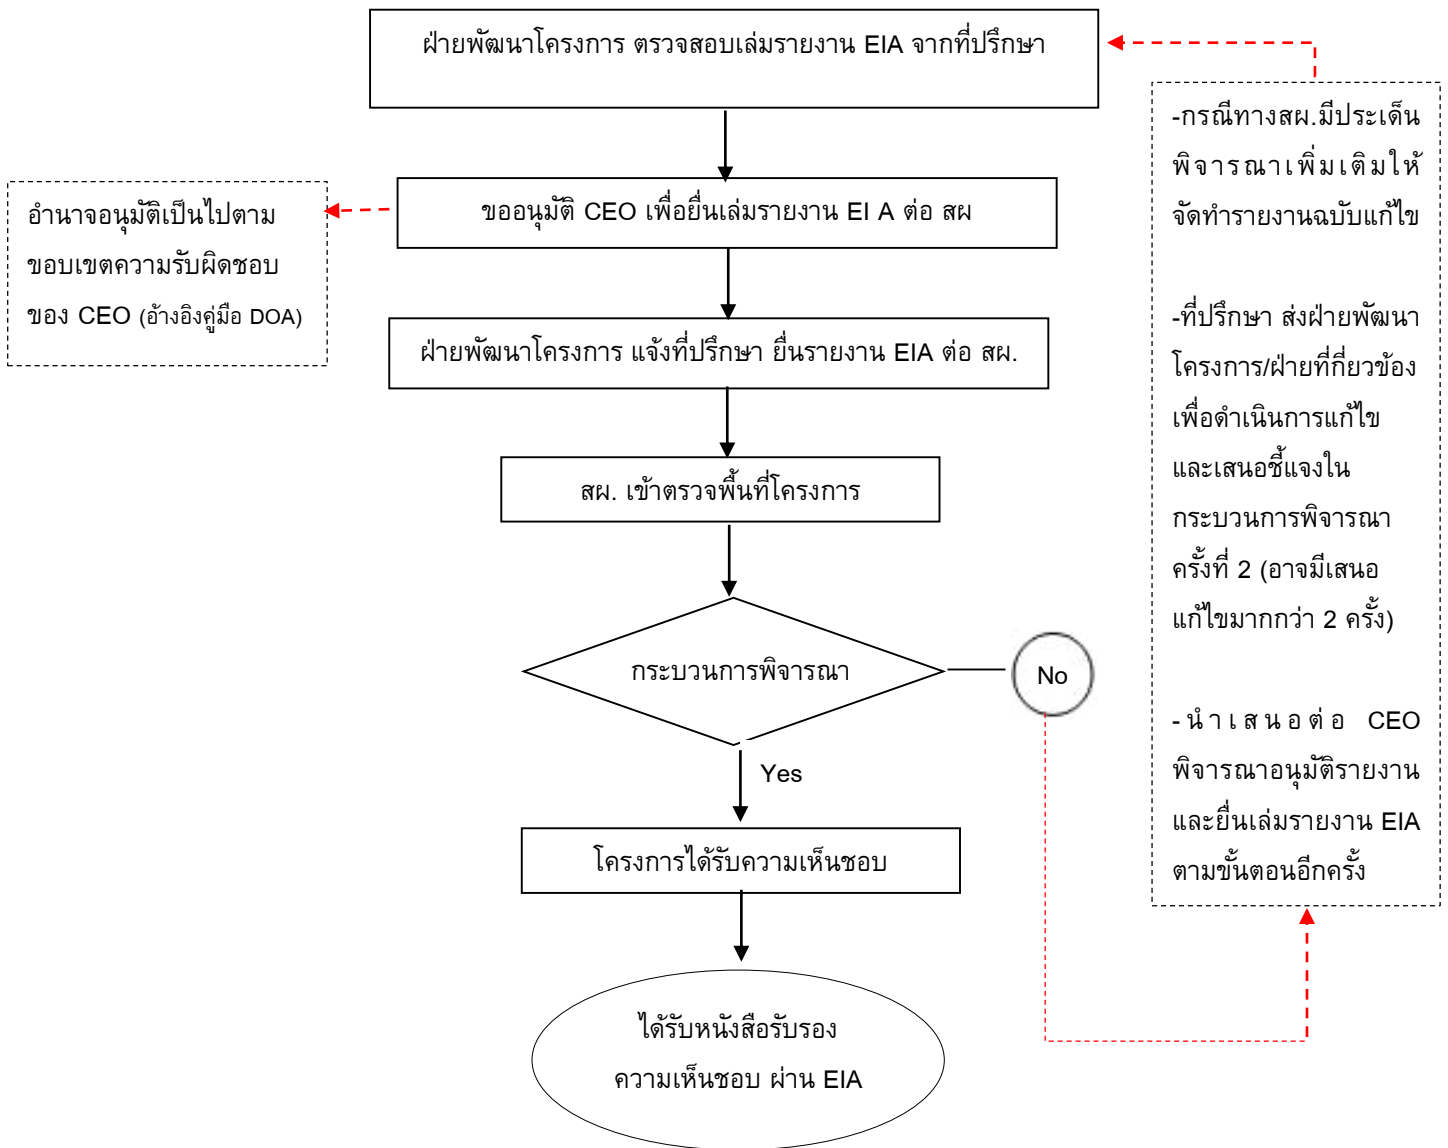 ฝ่ายพัฒนาโครงการ ตรวจสอบเล่มรายงาน EIA จากที่ปรึกษา
ขออนุมัติ CEO เพื่อยื่นเล่มรายงาน EI A ต่อ สผ
อำนาจอนุมัติเป็นไปตาม
ขอบเขตความรับผิดชอบ
ของ CEO (อ้างอิงคู่มือ DOA)
ฝ่ายพัฒนาโครงการ แจ้งที่ปรึกษา ยื่นรายงาน EIA ต่อ สผ.
สผ. เข้าตรวจพื้นที่โครงการ
กระบวนการพิจารณา
No
Yes
โครงการได้รับความเห็นชอบ
ได้รับหนังสือรับรอง
ความเห็นชอบ ผ่าน EIA
-กรณีทางสผ.มีประเด็น
พิจารณาเพิ่มเติมให้
จัดทำรายงานฉบับแก้ไข
-ที่ปรึกษา ส่งฝ่ายพัฒนา
โครงการ/ฝ่ายที่กี่ยวข้อง
เพื่อดำเนินการแก้ไข
และเสนอชี้แจงใน
กระบวนการพิจารณา
ครั้งที่ 2 (อาจมีเสนอ
แก้ไขมากกว่า 2 ครั้ง)
-นำเสนอต่อ CEO
พิจารณาอนุมัติรายงาน
และยื่นเล่มรายงาน EIA
ตามขั้นตอนอีกครั้ง